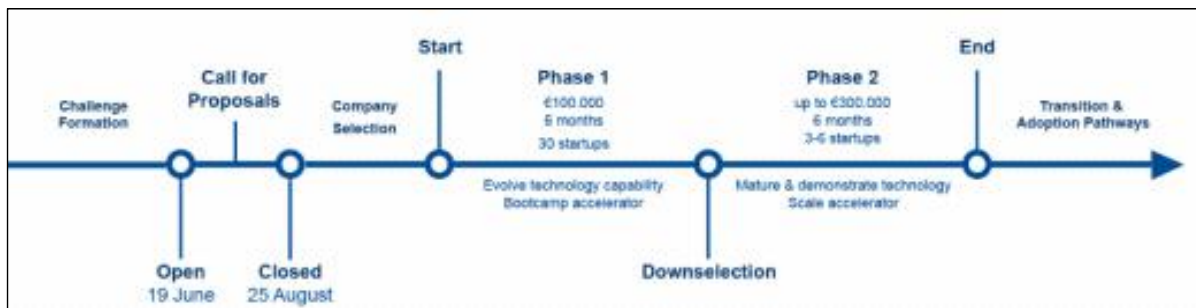 Start
End
Call for
Proposals
Phase 1
Phase 2
Challenge
Formation
Company
Selection
€100.000
6 months
30 startups
up to €300.000
6 months
3-6 startups
Transition &
Adoption Pathways
Evolve technology capability
Bootcamp accelerator
Mature & demonstrate technology
Scale accelerator
Open
19 June
Closed
25 August
Downselection